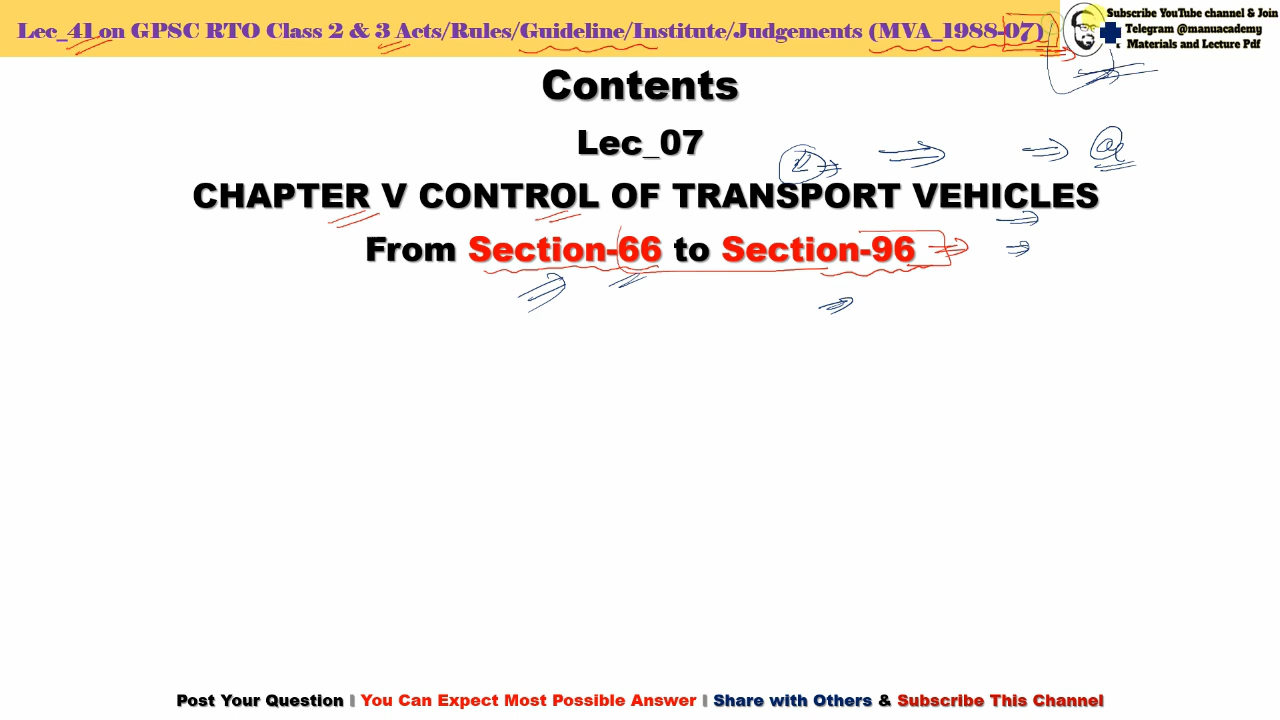 Lec_41 on GPSC RTO Class 2 & 3 Acts/Rules/Guideline/Institute/Judgements (MVA_1988-07)
Subscribe YouTube channel & Join
Telegram @manuacademy
Materials and Lecture Pdf
Contents
Lec_07
CHAPTER V CONTROL OF TRANSPORT VEHICLES
From Section-66 to Section-96
Post Your Question | You Can Expect Most Possible Answer | Share with Others & Subscribe This Channel